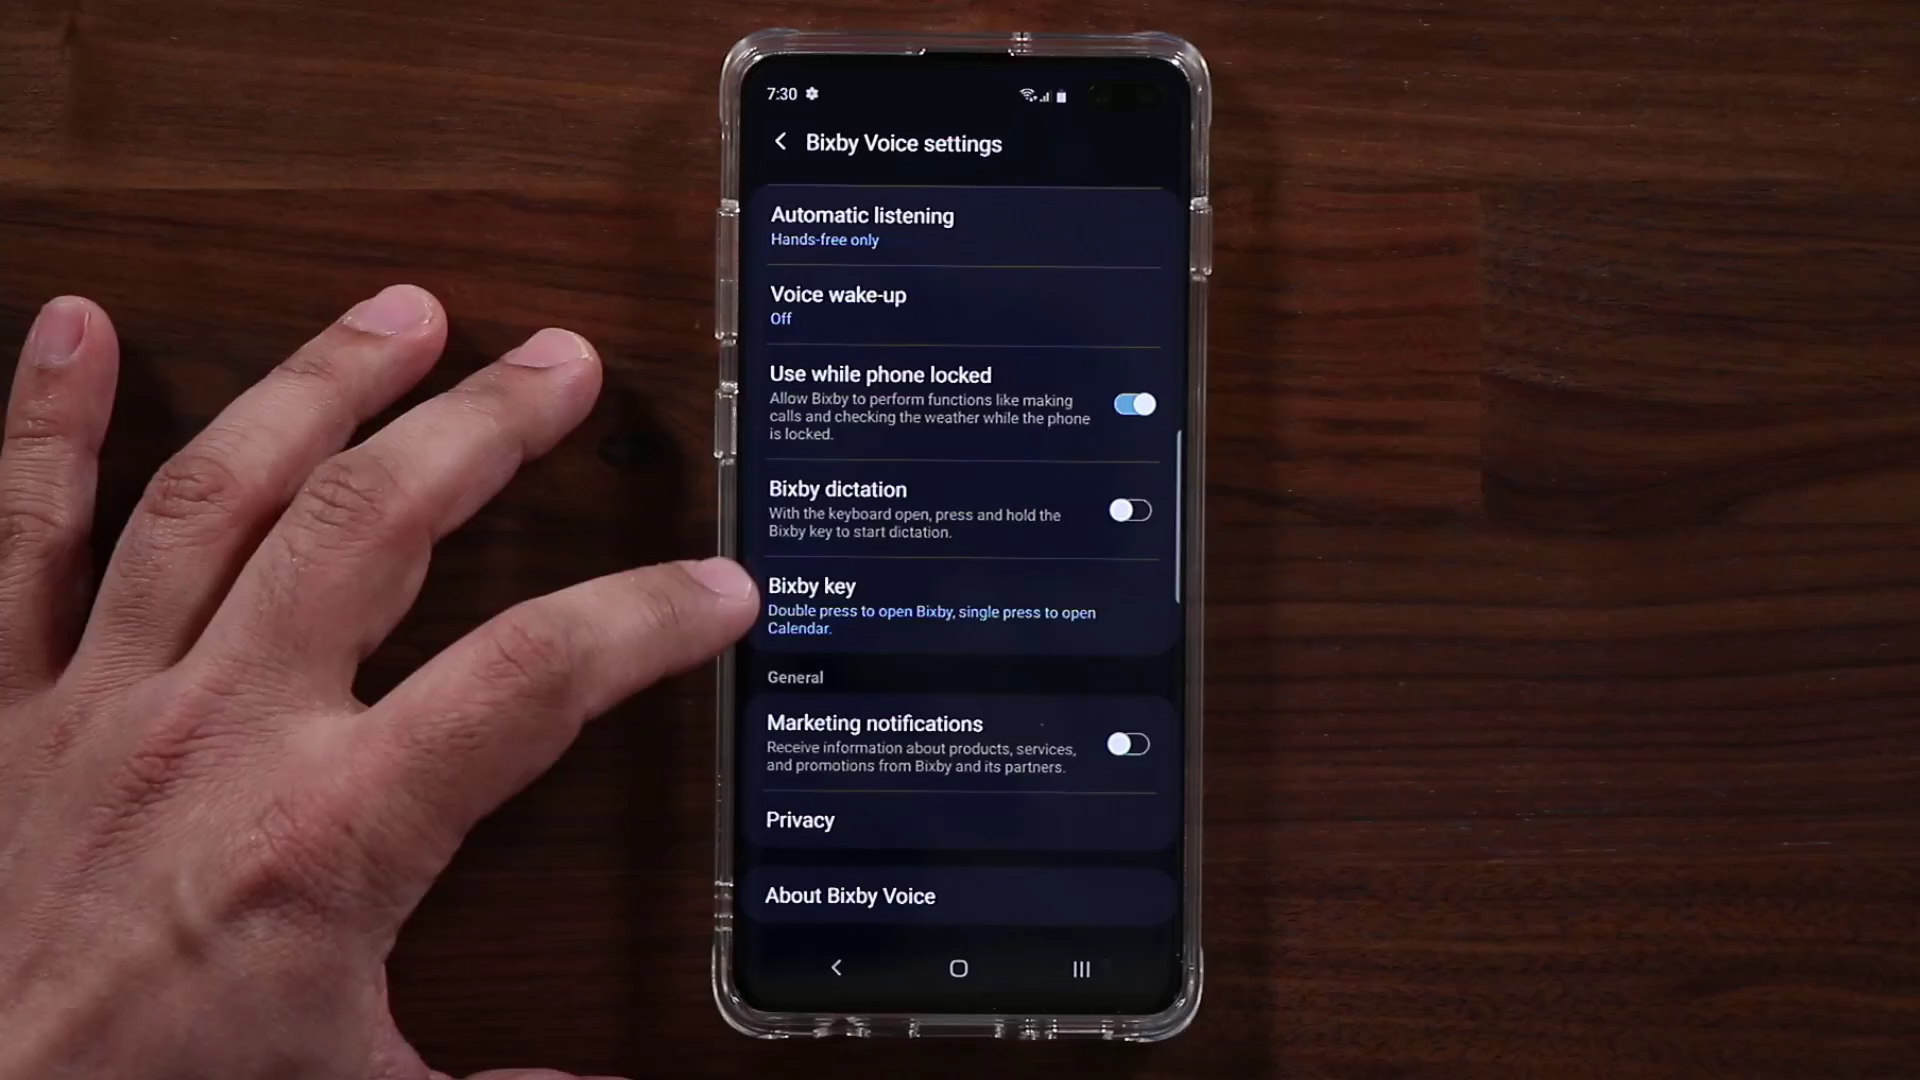 7:30
Bixby Voice settings
Automatic listening
Hands-free only
Voice wake-up
Off
Use while phone locked
Allow Bixby to perform functions like making
calls and checking the weather while the phone
is locked.
Bixby dictation
With the keyboard open, press and hold the
Bixby key to start dictation.
Bixby key
Double press to open Bixby, single press to open
Calendar.
General
Marketing notifications
Receive information about products, services,
and promotions from Bixby and its partners.
Privacy
About Bixby Voice